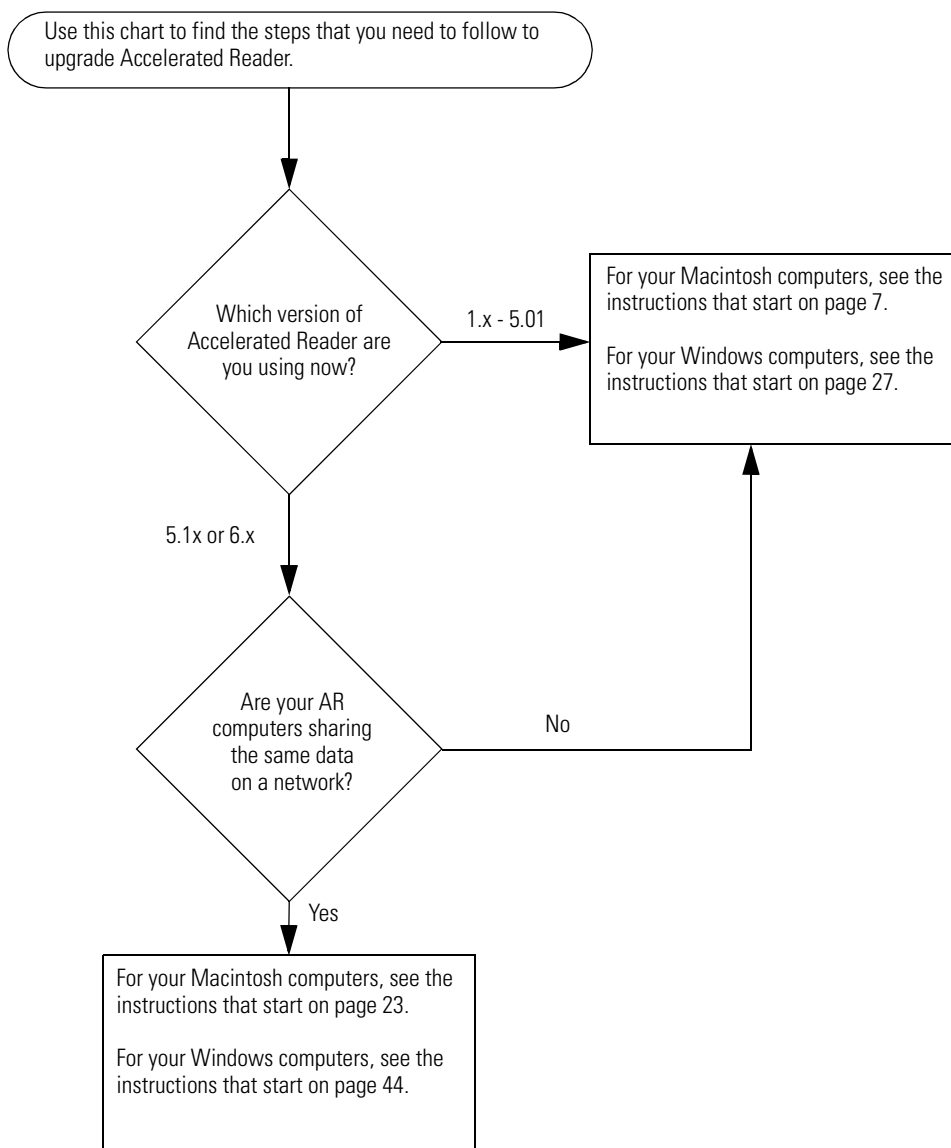 Use this chart to find the steps that you need to follow to
upgrade Accelerated Reader.
Which version of
Accelerated Reader are
you using now?
1.x - 5.01
For your Macintosh computers, see the
instructions that start on page 7.
For your Windows computers, see the
instructions that start on page 27.
5.1x or 6.x
Are your AR
computers sharing
the same data
on a network?
No
Yes
For your Macintosh computers, see the
instructions that start on page 23.
For your Windows computers, see the
instructions that start on page 44.